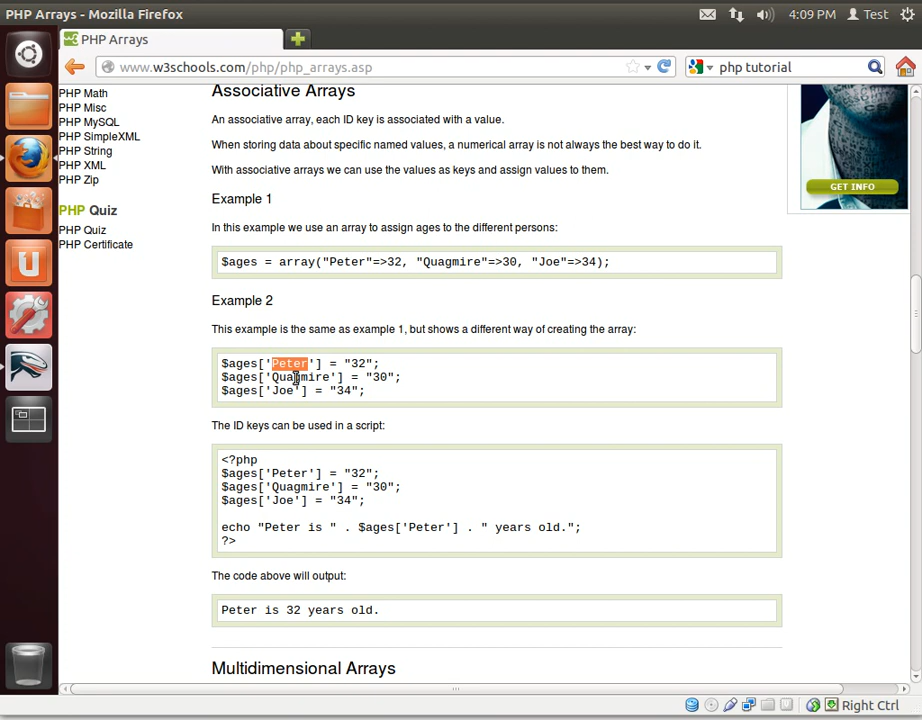 PHP Arrays - Mozilla Firefox
4:09 PM
Test
PHP Arrays
www.w3schools.com/php/php_arrays.asp
php tutorial
PHP Math
PHP Misc
PHP MySQL
PHP SimpleXML
PHP String
PHP XML
PHP Zip
PHP Quiz
PHP Quiz
PHP Certificate
Associative Arrays
An associative array, each ID key is associated with a value.
When storing data about specific named values, a numerical array is not always the best way to do it.
With associative arrays we can use the values as keys and assign values to them.
Example 1
In this example we use an array to assign ages to the different persons:
$ages = array("Peter"=>32, "Quagmire"=>30, "Joe"=>34);
Example 2
This example is the same as example 1, but shows a different way of creating the array:
$ages['Peter'] = "32";
$ages['Quagmire'] = "30";
$ages['Joe'] = "34";
The ID keys can be used in a script:
<?php
$ages['Peter'] = "32";
$ages['Quagmire'] = "30";
$ages['Joe'] = "34";
echo "Peter is " . $ages['Peter'] . " years old.";
?>
The code above will output:
Peter is 32 years old.
Multidimensional Arrays
GET INFO
Right Ctrl